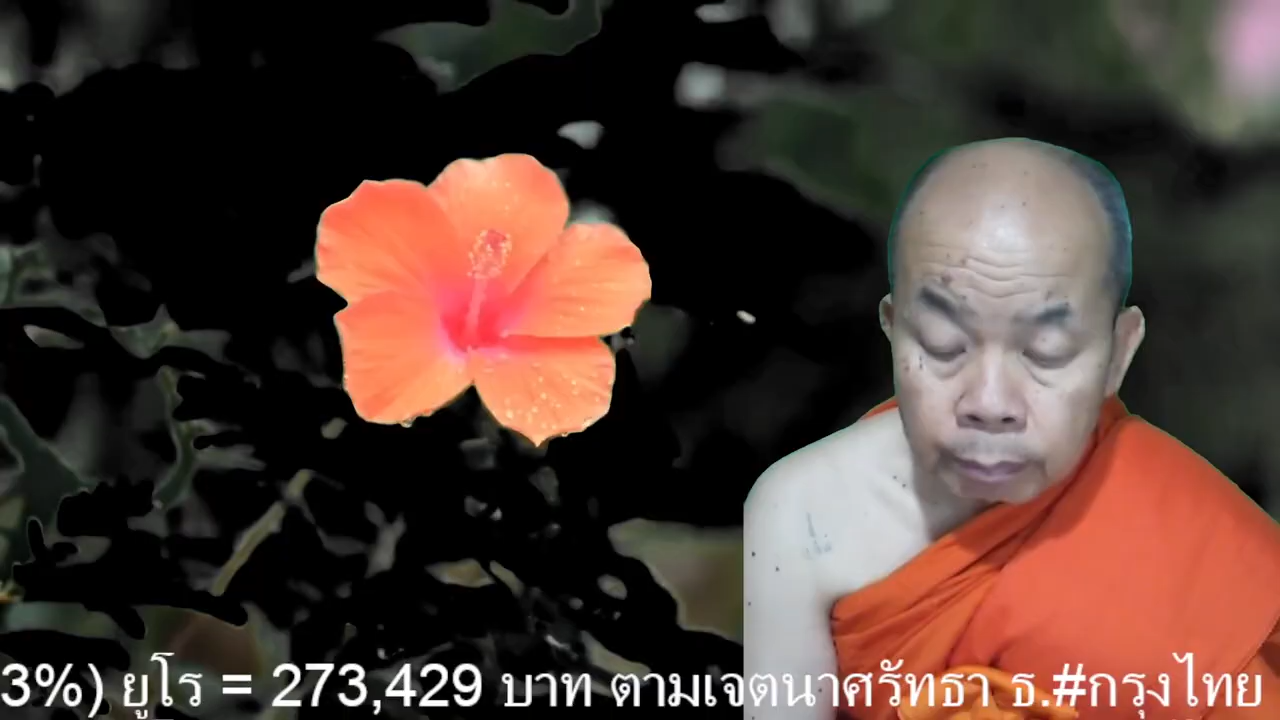 3%) ยูโร = 273,429 บาท ตามเจตนาศรัทธา ธ.#กรุงไทย